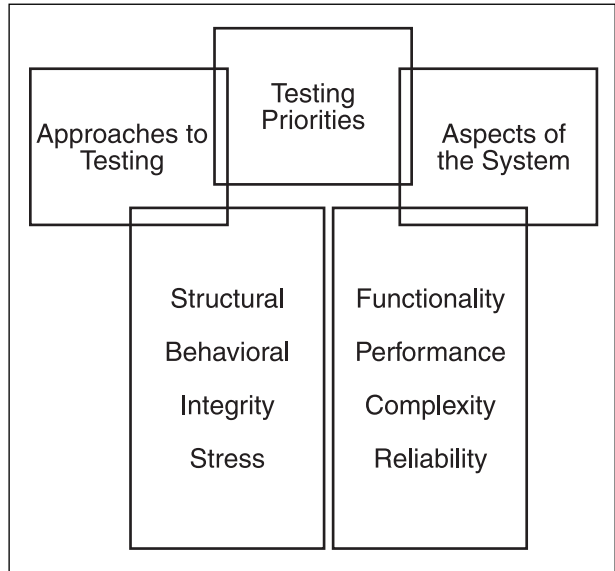 Testing
Priorities
Approaches to
Testing
Aspects of
the System
Structural
Behavioral
Integrity
Stress
Functionality
Performance
Complexity
Reliability